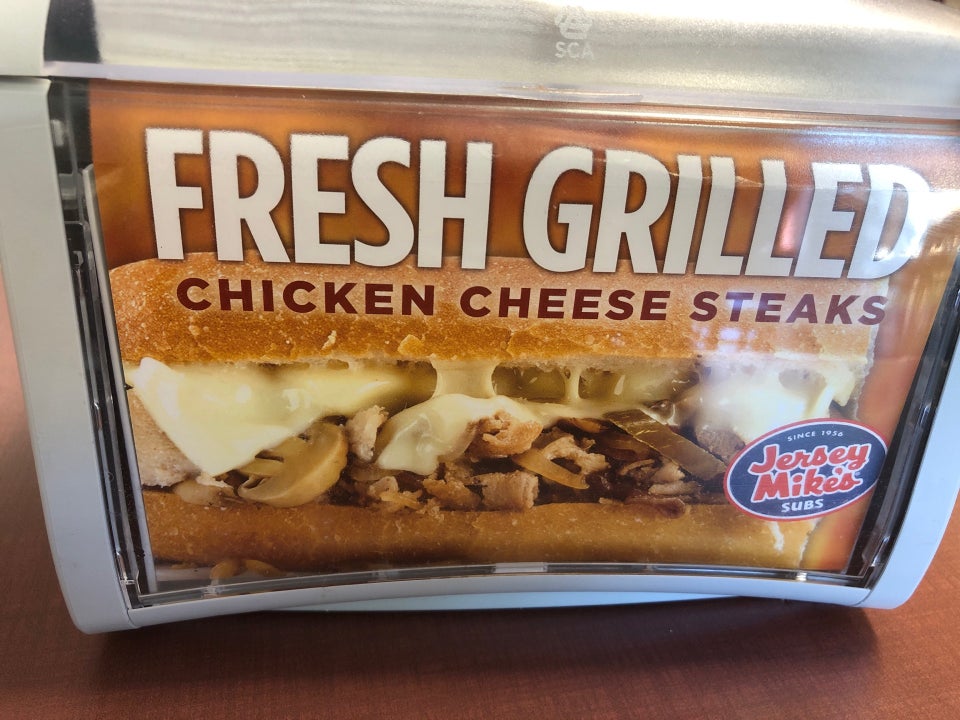 SCA
FRESH GRILLED
CHICKEN CHEESE STEAKS
SINCE 1956
Jersey
Mike's
SUBS